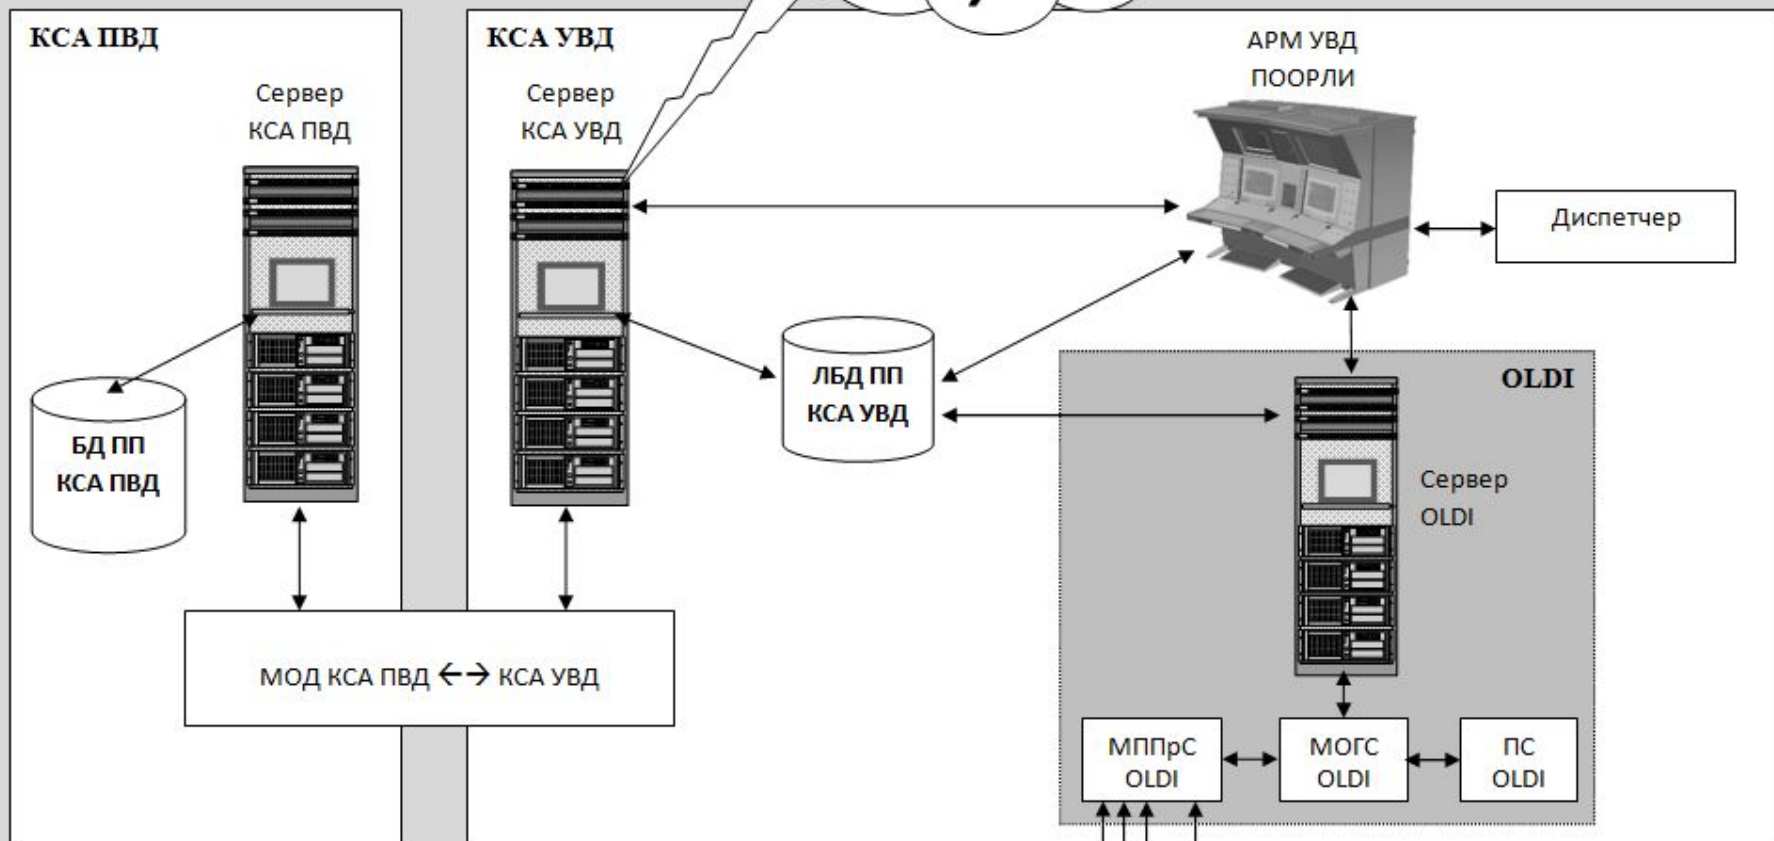 КСА ПВД
Сервер
КСА ПВД
БД ПП
КСА ПВД
КСА УВД
Сервер
КСА УВД
ЛБД ПП
КСА УВД
АРМ УВД
ПООРЛИ
Диспетчер
OLDI
Сервер
OLDI
МОД КСА ПВД ←→ КСА УВД
МППрС
OLDI
МОГС
OLDI
ПС
OLDI